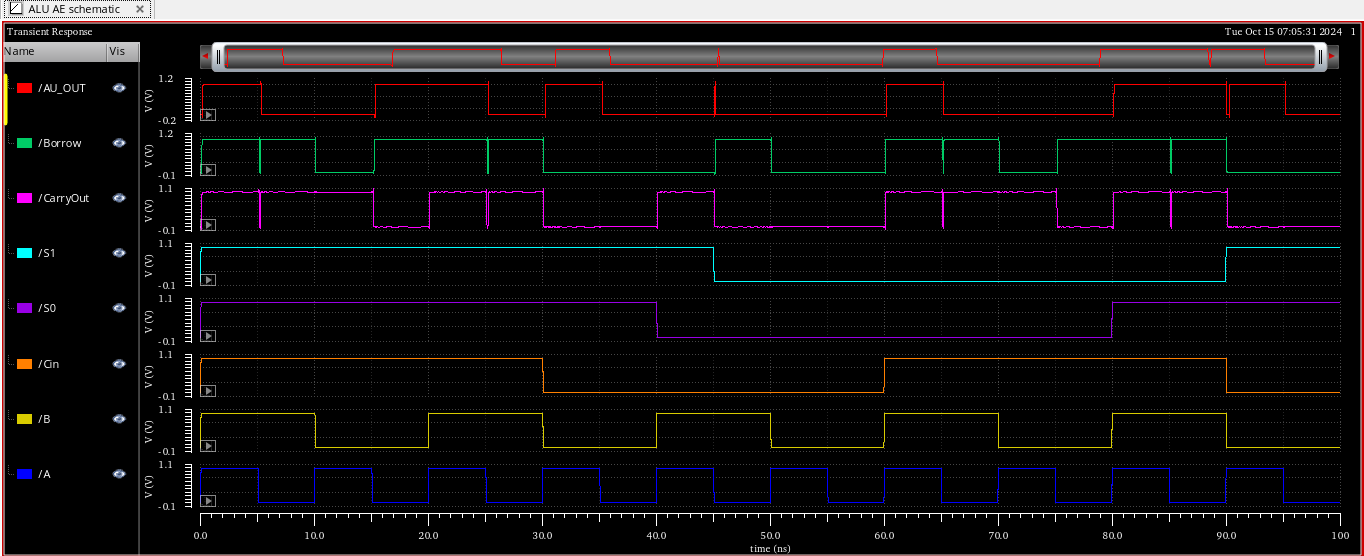 ALU AE schematic ×
Transient Response Tue Oct 15 07:05:31 2024 1
Name Vis
/AU_OUT V (V) 1.2 -0.2
/Borrow V (V) 1.2 -0.1
/CarryOut V (V) 1.1 -0.1
/S1 V (V) 1.1 -0.1
/S0 V (V) 1.1 -0.1
/Cin V (V) 1.1 -0.1
/B V (V) 1.1 -0.1
/A V (V) 1.1 -0.1
0.0 10.0 20.0 30.0 40.0 50.0 60.0 70.0 80.0 90.0 100
time (ns)